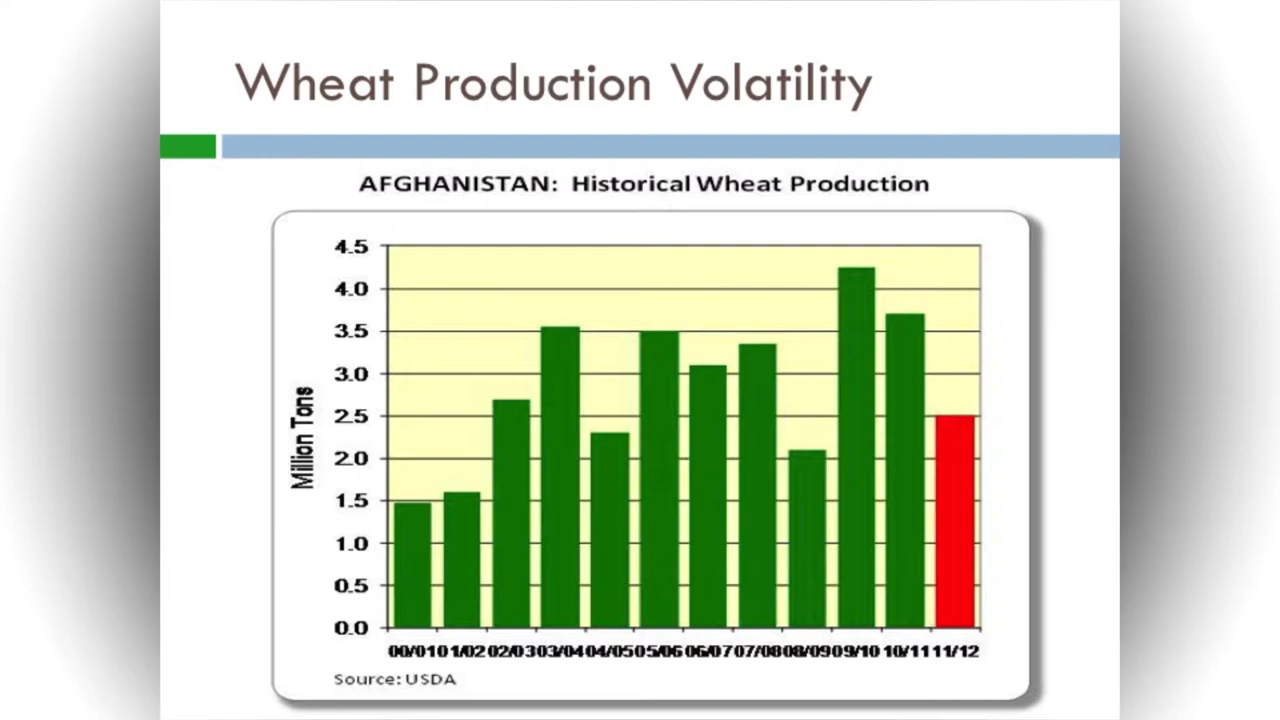 Wheat Production Volatility
AFGHANISTAN: Historical Wheat Production
4.5
4.0
3.5
3.0
2.5
2.0
1.5
1.0
0.5
0.0
Million Tons
00/01 01/02 02/03 03/04 04/05 05/06 06/07 07/08 08/09 09/10 10/11 11/12
Source: USDA